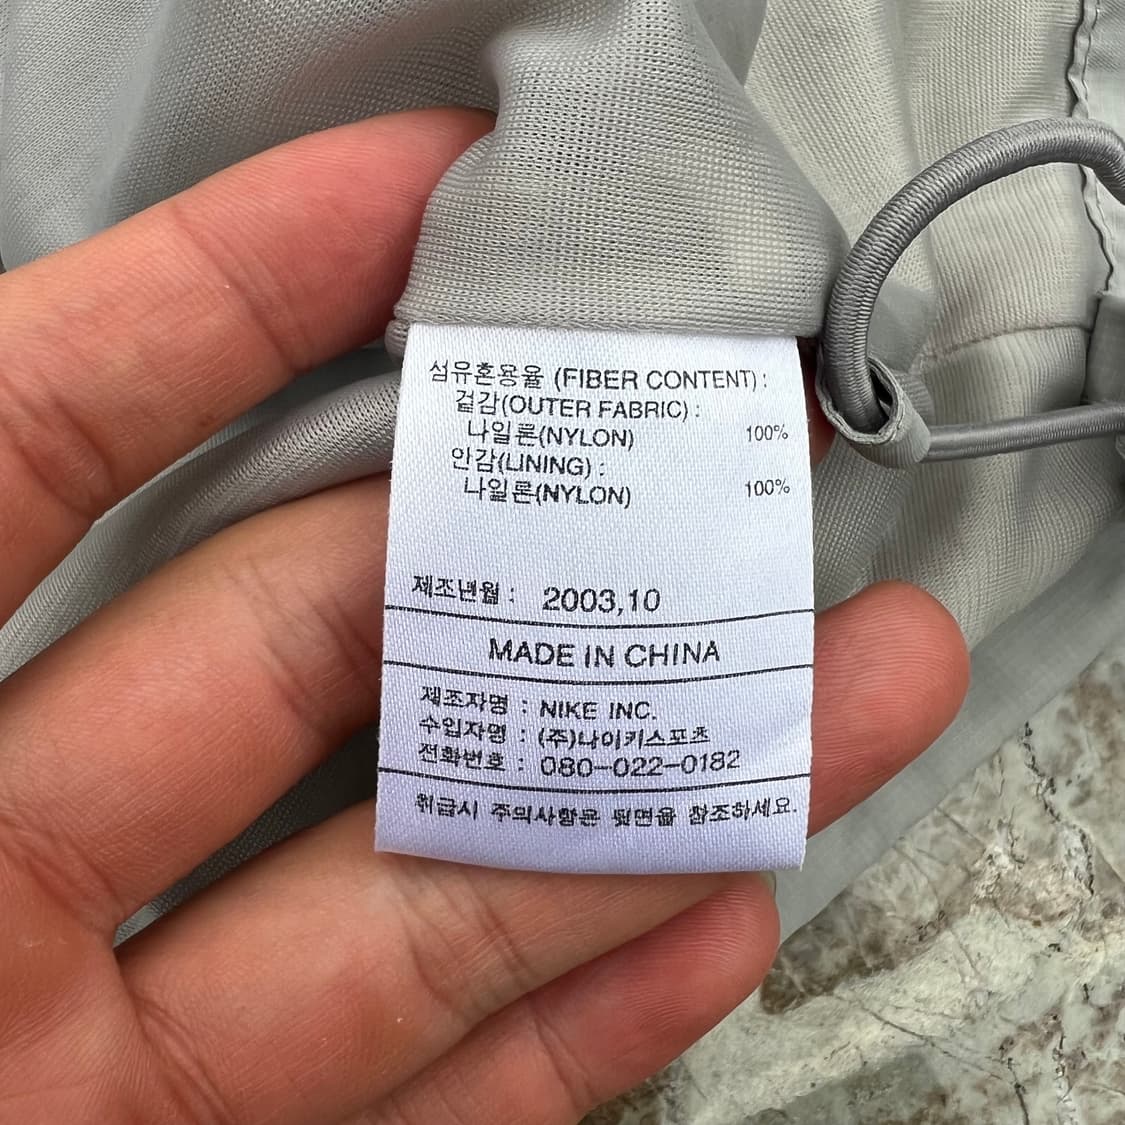 섬유혼용율 (FIBER CONTENT) :
겉감(OUTER FABRIC) :
나일론(NYLON) 100%
안감(LINING) :
나일론(NYLON) 100%
제조년월 : 2003,10
MADE IN CHINA
제조자명 : NIKE INC.
수입자명 : (주)나이키스포츠
전화번호 : 080-022-0182
취급시 주의사항은 뒷면을 참조하세요.